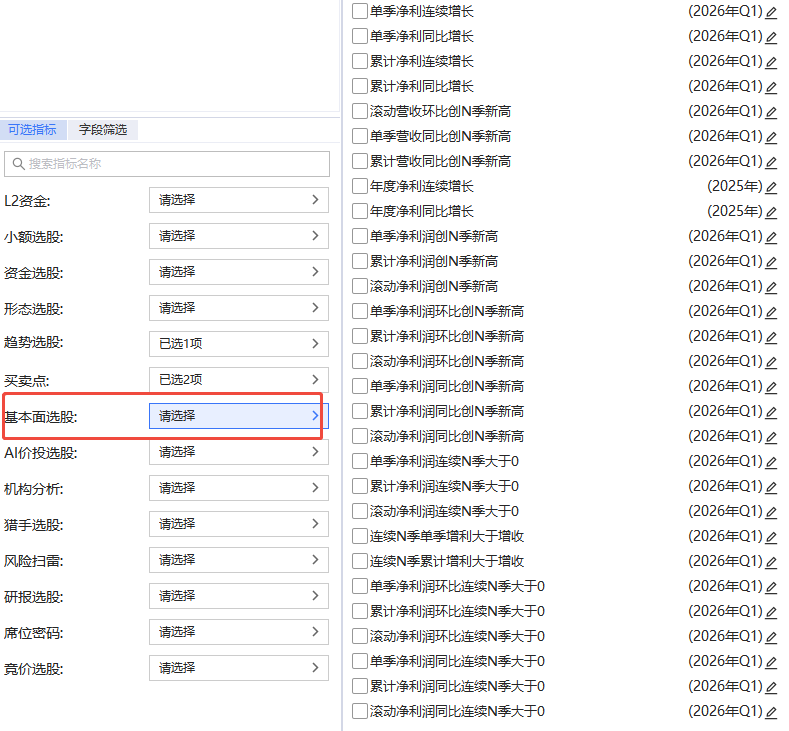 可选指标 字段筛选
搜索指标名称
L2资金: 请选择
小额选股: 请选择
资金选股: 请选择
形态选股: 请选择
趋势选股: 已选1项
买卖点: 已选2项
基本面选股: 请选择
AI价投选股: 请选择
机构分析: 请选择
猎手选股: 请选择
风险扫雷: 请选择
研报选股: 请选择
席位密码: 请选择
竞价选股: 请选择
单季净利连续增长 (2026年Q1)
单季净利同比增长 (2026年Q1)
累计净利连续增长 (2026年Q1)
累计净利同比增长 (2026年Q1)
滚动营收环比创N季新高 (2026年Q1)
单季营收同比创N季新高 (2026年Q1)
累计营收同比创N季新高 (2026年Q1)
年度净利连续增长 (2025年)
年度净利同比增长 (2025年)
单季净利润创N季新高 (2026年Q1)
累计净利润创N季新高 (2026年Q1)
滚动净利润创N季新高 (2026年Q1)
单季净利润环比创N季新高 (2026年Q1)
累计净利润环比创N季新高 (2026年Q1)
滚动净利润环比创N季新高 (2026年Q1)
单季净利润同比创N季新高 (2026年Q1)
累计净利润同比创N季新高 (2026年Q1)
滚动净利润同比创N季新高 (2026年Q1)
单季净利润连续N季大于0 (2026年Q1)
累计净利润连续N季大于0 (2026年Q1)
滚动净利润连续N季大于0 (2026年Q1)
连续N季单季增利大于增收 (2026年Q1)
连续N季累计增利大于增收 (2026年Q1)
单季净利润环比连续N季大于0 (2026年Q1)
累计净利润环比连续N季大于0 (2026年Q1)
滚动净利润环比连续N季大于0 (2026年Q1)
单季净利润同比连续N季大于0 (2026年Q1)
累计净利润同比连续N季大于0 (2026年Q1)
滚动净利润同比连续N季大于0 (2026年Q1)